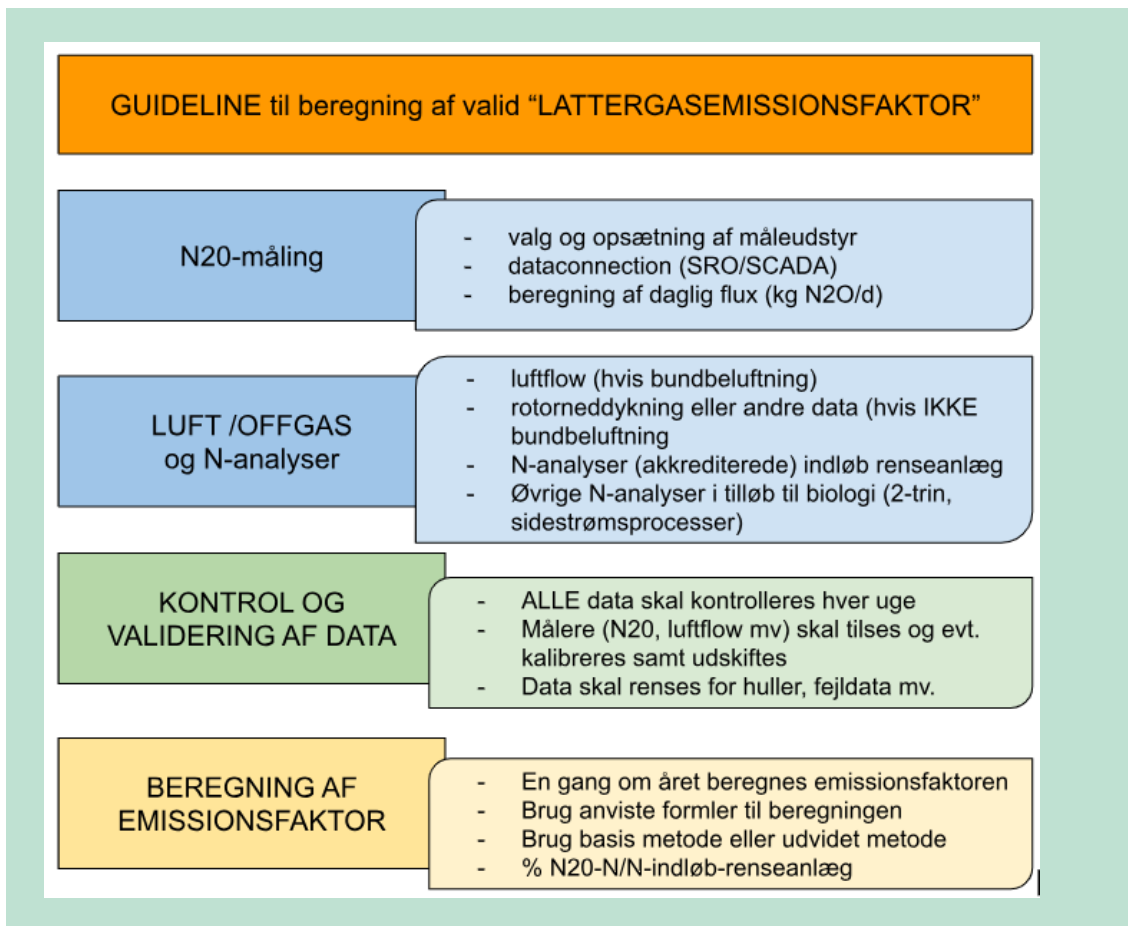 GUIDELINE til beregning af valid “LATTERGASEMISSIONSFAKTOR”
N20-måling
- valg og opsætning af måleudstyr
- dataconnection (SRO/SCADA)
- beregning af daglig flux (kg N2O/d)
LUFT /OFFGAS
og N-analyser
- luftflow (hvis bundbeluftning)
- rotorneddykning eller andre data (hvis IKKE
bundbeluftning
- N-analyser (akkrediterede) indløb renseanlæg
- Øvrige N-analyser i tilløb til biologi (2-trin,
sidestrømsprocesser)
KONTROL OG
VALIDERING AF DATA
- ALLE data skal kontrolleres hver uge
- Målere (N20, luftflow mv) skal tilses og evt.
kalibreres samt udskiftes
- Data skal renses for huller, fejldata mv.
BEREGNING AF
EMISSIONSFAKTOR
- En gang om året beregnes emissionsfaktoren
- Brug anviste formler til beregningen
- Brug basis metode eller udvidet metode
- % N20-N/N-indløb-renseanlæg